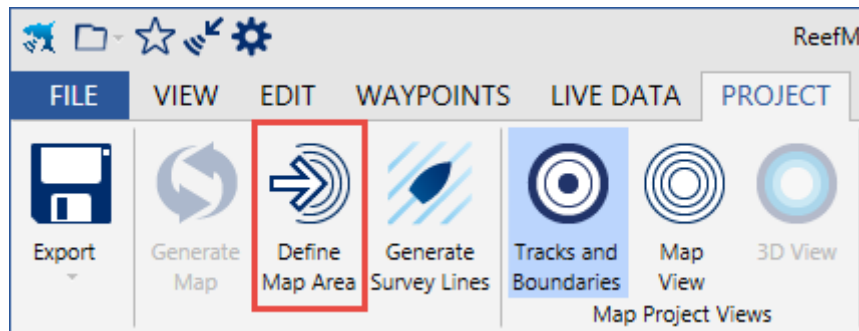 ReefM
FILE VIEW EDIT WAYPOINTS LIVE DATA PROJECT
Export Generate Define Generate Tracks and Map 3D View
Map Map Area Survey Lines Boundaries View
Map Project Views